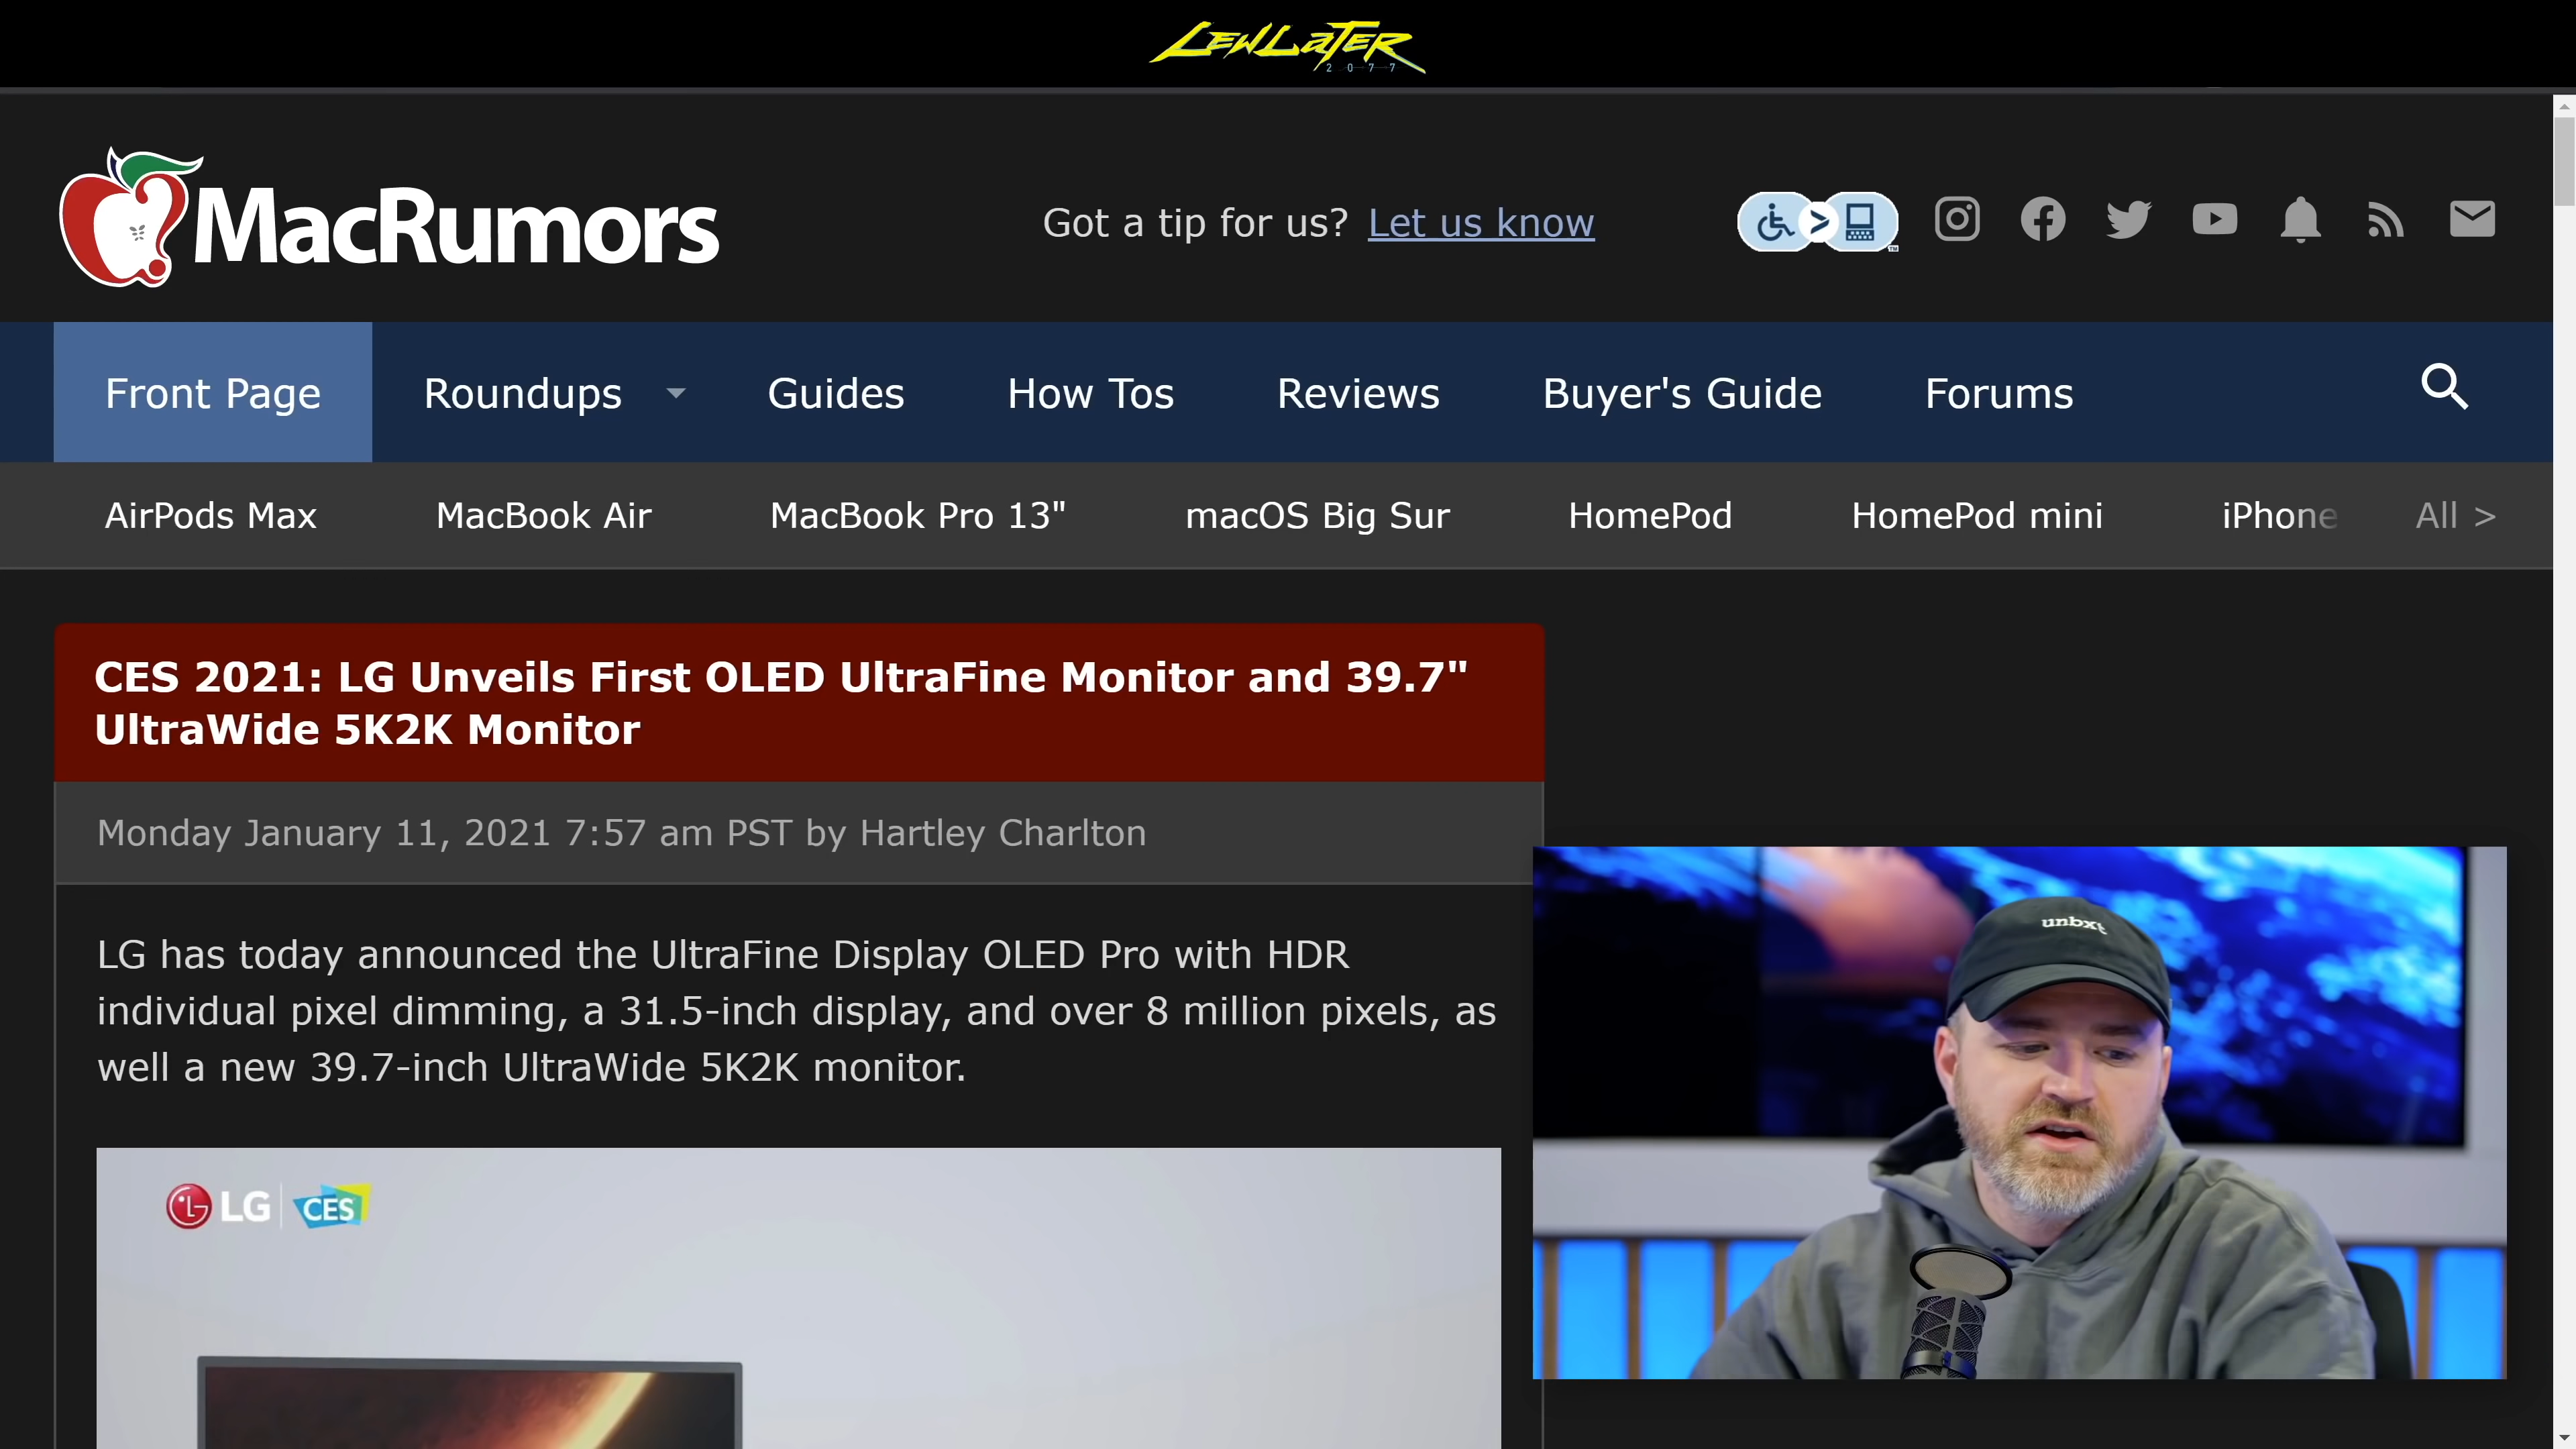 LEWLATER
2077
MacRumors
Got a tip for us? Let us know
Front Page Roundups Guides How Tos Reviews Buyer's Guide Forums
AirPods Max MacBook Air MacBook Pro 13" macOS Big Sur HomePod HomePod mini iPhone All >
CES 2021: LG Unveils First OLED UltraFine Monitor and 39.7"
UltraWide 5K2K Monitor
Monday January 11, 2021 7:57 am PST by Hartley Charlton
LG has today announced the UltraFine Display OLED Pro with HDR
individual pixel dimming, a 31.5-inch display, and over 8 million pixels, as
well a new 39.7-inch UltraWide 5K2K monitor.
LG CES
unbxt